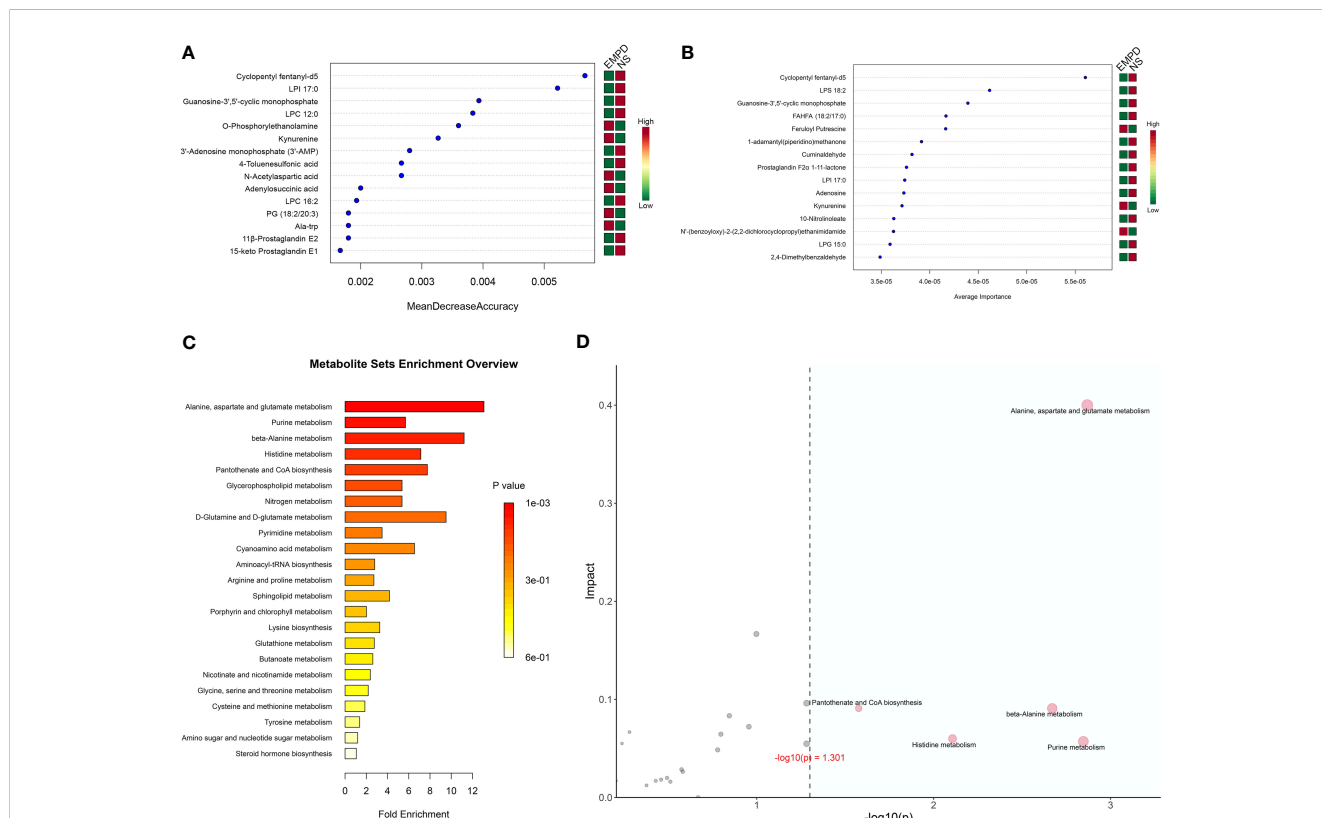 A
EMPD
NS
Cyclopentyl fentanyl-d5
LPI 17:0
Guanosine-3',5'-cyclic monophosphate
LPC 12:0
O-Phosphorylethanolamine
Kynurenine
3'-Adenosine monophosphate (3'-AMP)
4-Toluenesulfonic acid
N-Acetylaspartic acid
Adenylosuccinic acid
LPC 16:2
PG (18:2/20:3)
Ala-trp
11β-Prostaglandin E2
15-keto Prostaglandin E1
High
Low
0.002 0.003 0.004 0.005
MeanDecreaseAccuracy
B
EMPD
NS
Cyclopentyl fentanyl-d5
LPS 18:2
Guanosine-3',5'-cyclic monophosphate
FAHFA (18:2/17:0)
Feruloyl Putrescine
1-adamantyl(piperidino)methanone
Cuminaldehyde
Prostaglandin F2α 1-11-lactone
LPI 17:0
Adenosine
Kynurenine
10-Nitrolinoleate
N'-(benzoyloxy)-2-(2,2-dichlorocyclopropyl)ethanimidamide
LPG 15:0
2,4-Dimethylbenzaldehyde
High
Low
3.5e-05 4.0e-05 4.5e-05 5.0e-05 5.5e-05
Average Importance
C
Metabolite Sets Enrichment Overview
Alanine, aspartate and glutamate metabolism
Purine metabolism
beta-Alanine metabolism
Histidine metabolism
Pantothenate and CoA biosynthesis
Glycerophospholipid metabolism
Nitrogen metabolism
D-Glutamine and D-glutamate metabolism
Pyrimidine metabolism
Cyanoamino acid metabolism
Aminoacyl-tRNA biosynthesis
Arginine and proline metabolism
Sphingolipid metabolism
Porphyrin and chlorophyll metabolism
Lysine biosynthesis
Glutathione metabolism
Butanoate metabolism
Nicotinate and nicotinamide metabolism
Glycine, serine and threonine metabolism
Cysteine and methionine metabolism
Tyrosine metabolism
Amino sugar and nucleotide sugar metabolism
Steroid hormone biosynthesis
P value
1e-03
3e-01
6e-01
0 2 4 6 8 10 12
Fold Enrichment
D
Impact
0.4
0.3
0.2
0.1
0.0
Alanine, aspartate and glutamate metabolism
Pantothenate and CoA biosynthesis
beta-Alanine metabolism
Histidine metabolism
Purine metabolism
-log10(p) = 1.301
1 2 3
-log10(p)